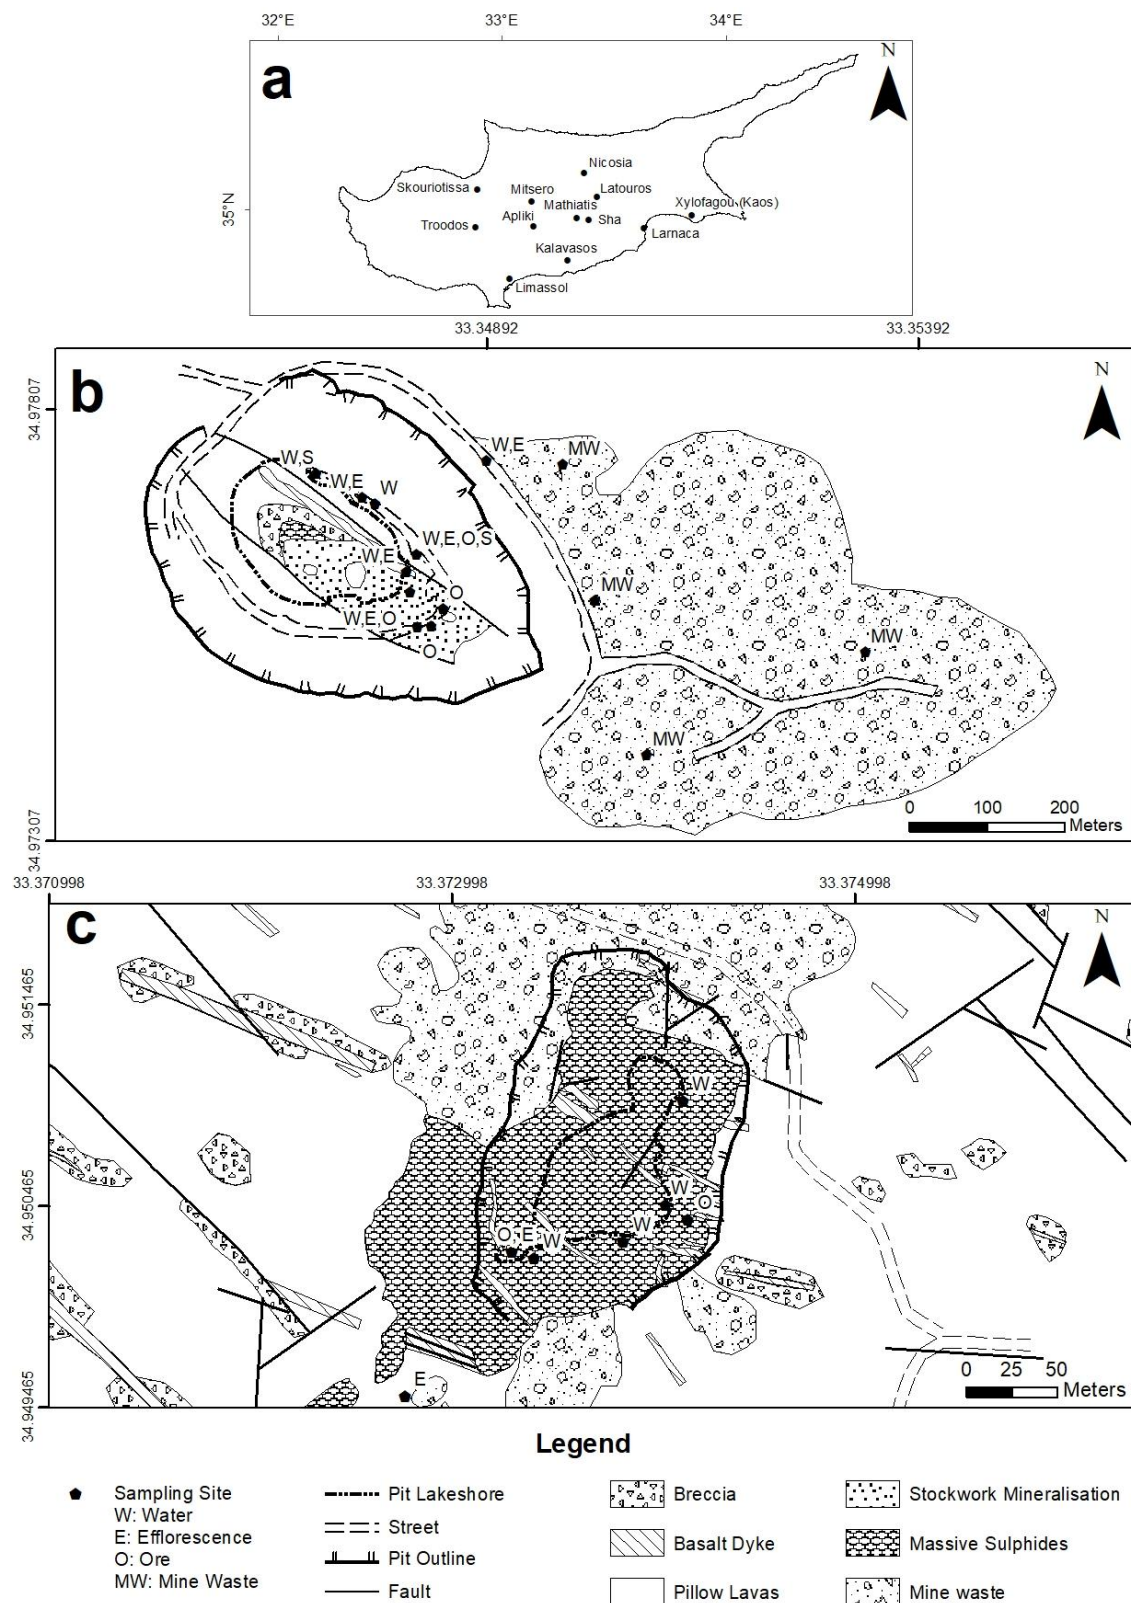 32°E 33°E 34°E
a
N
35°N
Nicosia
Skouriotissa
Mitsero
Latouros
Mathiatis
Xylofagou (Kaos)
Troodos
Apliki
Sha
Larnaca
Kalavasos
Limassol
33.34892 33.35392
b
N
34.97807
W,E
MW
W,S
W,E
W
W,E,O,S
W,E
MW
O
W,E,O
MW
O
MW
0 100 200
Meters
34.97307
33.370998 33.372998 33.374998
c
N
34.951465
W
W
34.950465
O
W
O, E
W
E
0 25 50
Meters
34.949465
Legend
Sampling Site
W: Water
E: Efflorescence
O: Ore
MW: Mine Waste
Pit Lakeshore
Street
Pit Outline
Fault
Breccia
Basalt Dyke
Pillow Lavas
Stockwork Mineralisation
Massive Sulphides
Mine waste